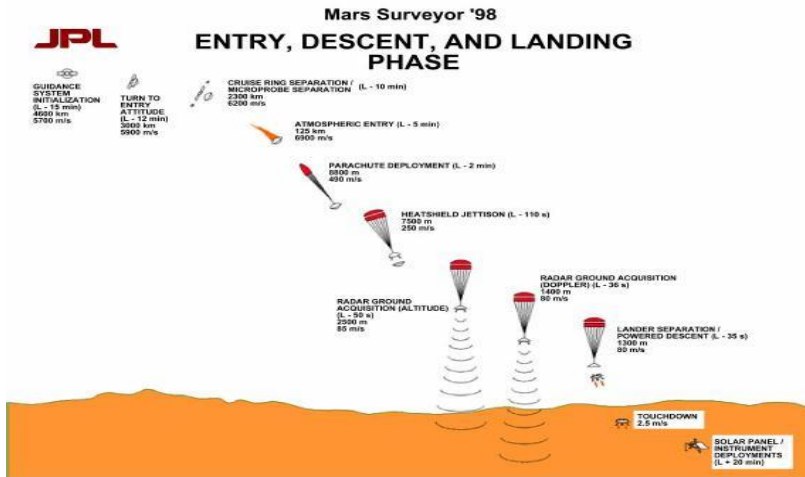 Mars Surveyor '98
JPL
ENTRY, DESCENT, AND LANDING
PHASE
GUIDANCE
SYSTEM
INITIALIZATION
(L - 15 min)
4600 km
5700 m/s
TURN TO
ENTRY
ATTITUDE
(L - 12 min)
3000 km
5900 m/s
CRUISE RING SEPARATION /
MICROPROBE SEPARATION (L - 10 min)
2300 km
6200 m/s
ATMOSPHERIC ENTRY (L - 5 min)
125 km
6900 m/s
PARACHUTE DEPLOYMENT (L - 2 min)
8800 m
490 m/s
HEATSHIELD JETTISON (L - 110 s)
7500 m
250 m/s
RADAR GROUND
ACQUISITION (ALTITUDE)
(L - 50 s)
2500 m
85 m/s
RADAR GROUND ACQUISITION
(DOPPLER) (L - 36 s)
1400 m
80 m/s
LANDER SEPARATION /
POWERED DESCENT (L - 35 s)
1300 m
80 m/s
TOUCHDOWN
2.5 m/s
SOLAR PANEL /
INSTRUMENT
DEPLOYMENTS
(L + 20 min)